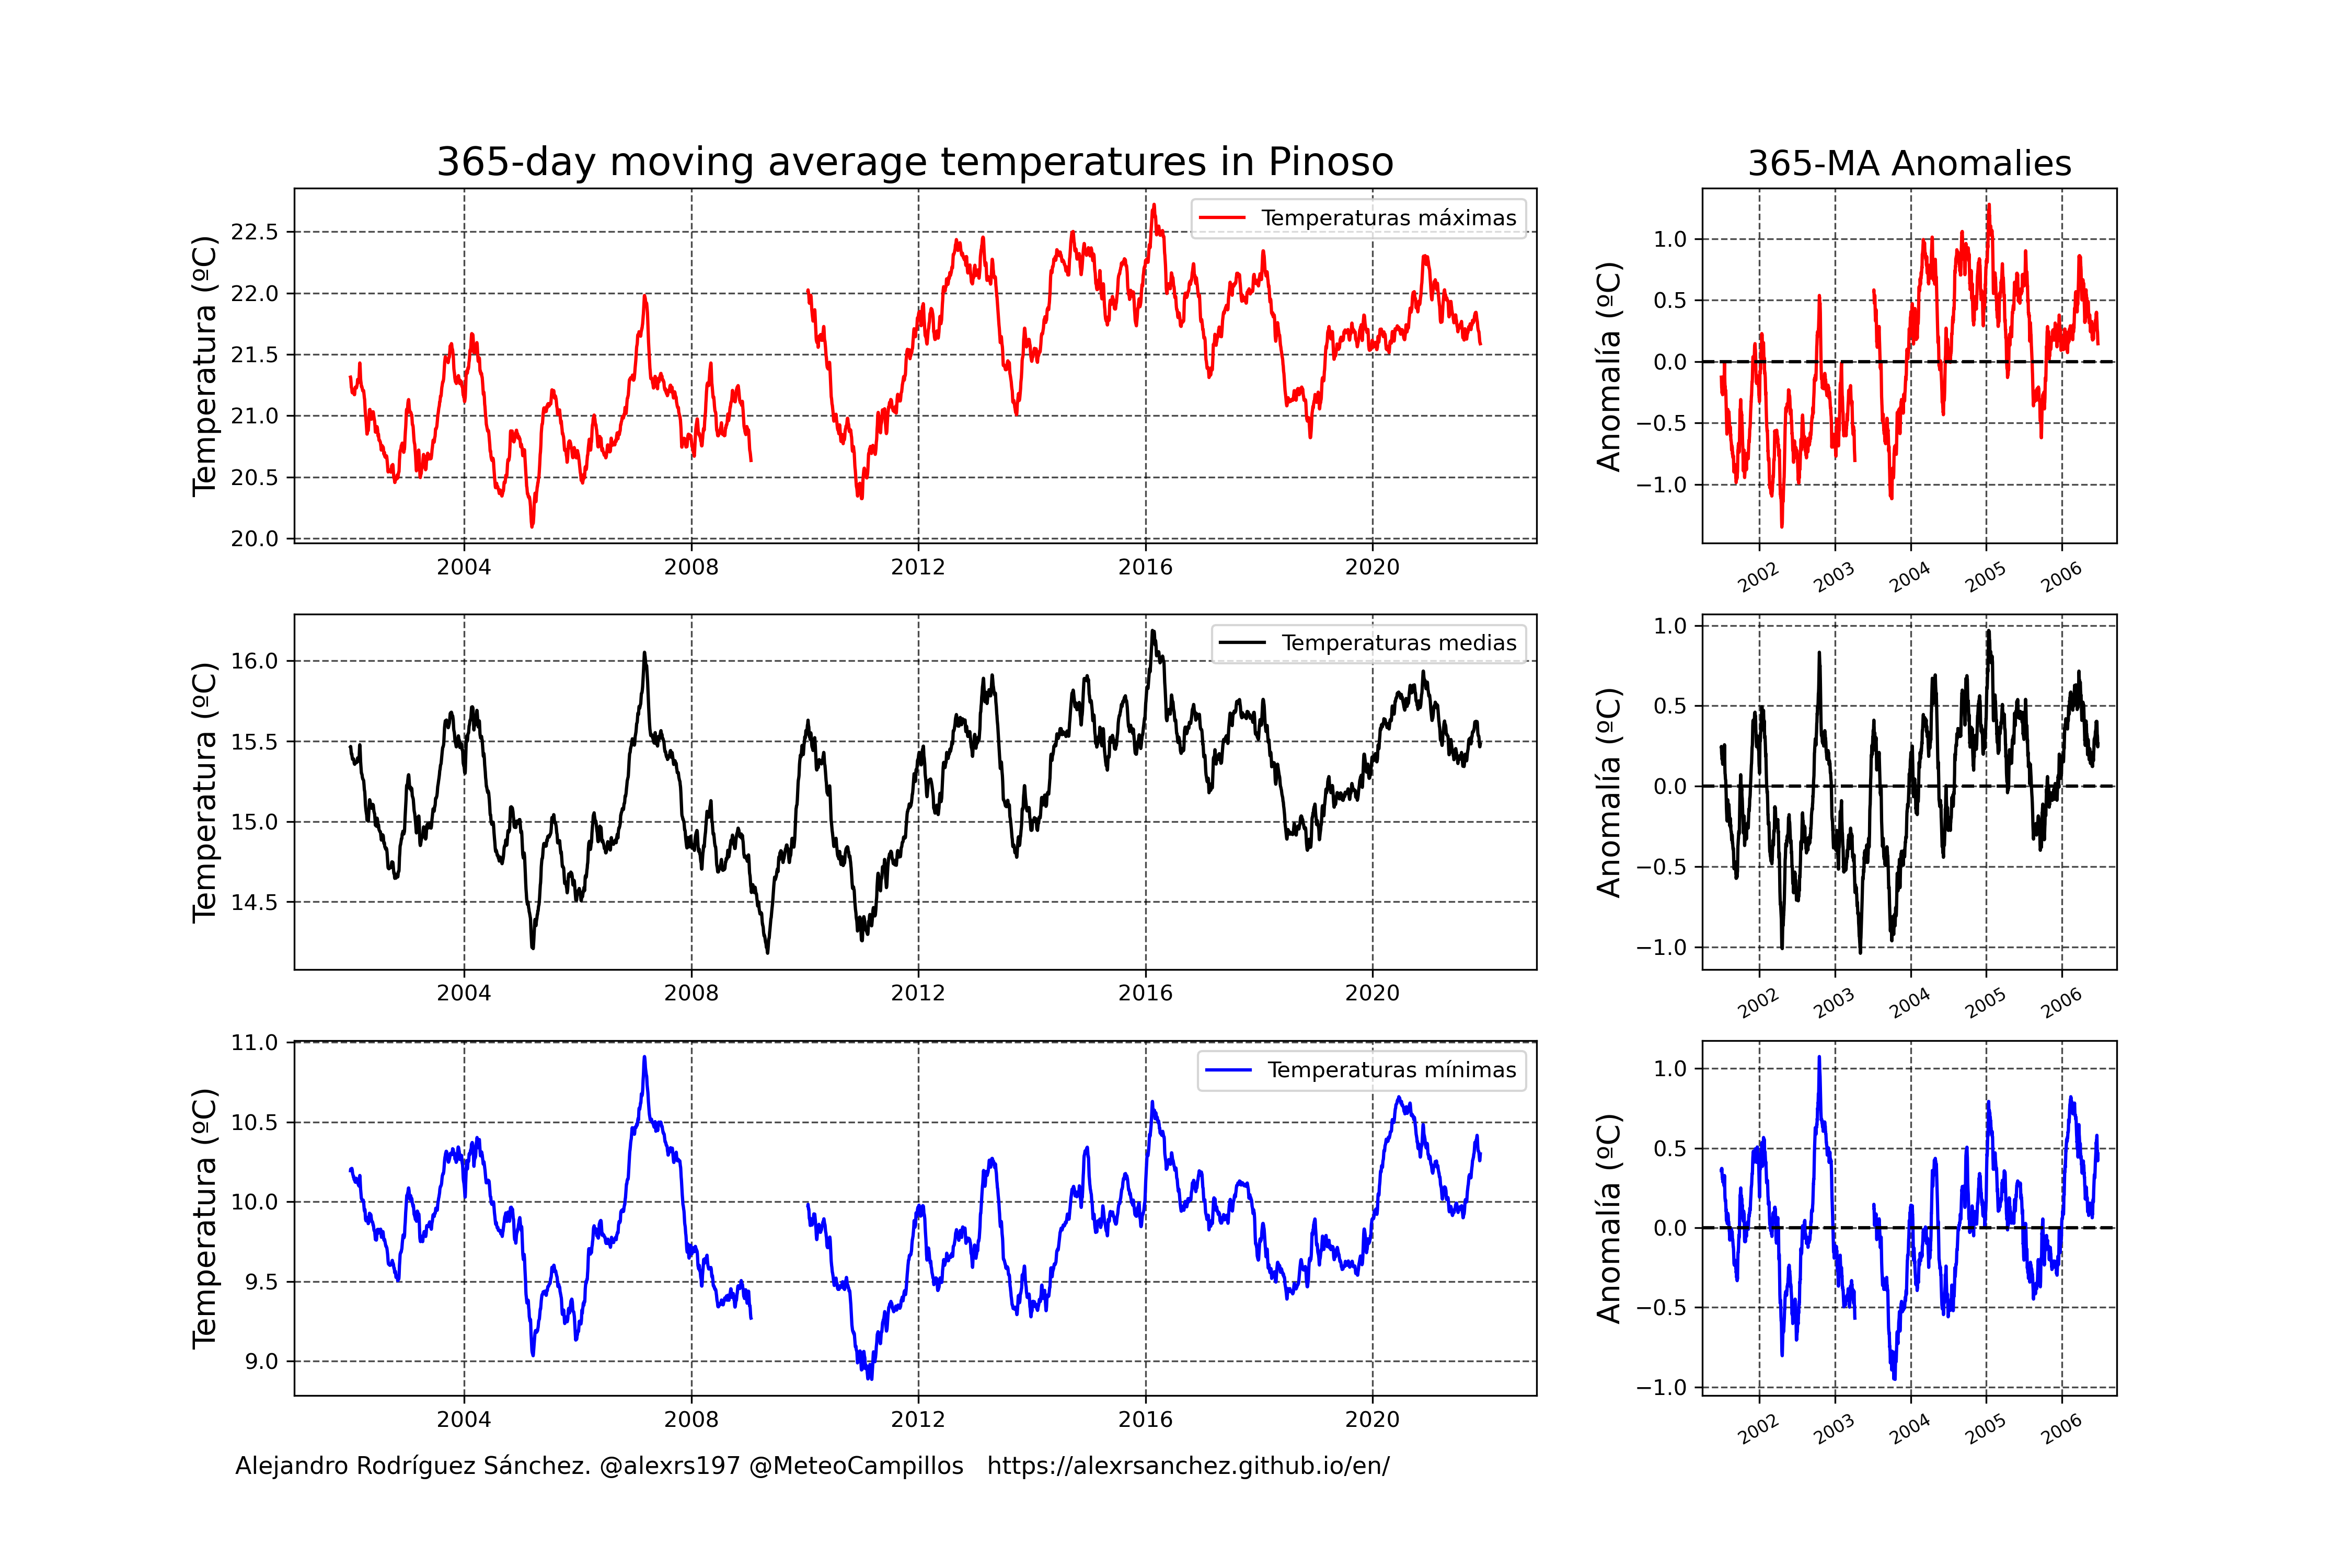 365-day moving average temperatures in Pinoso
365-MA Anomalies
Temperatura (ºC)
22.5
22.0
21.5
21.0
20.5
20.0
Temperaturas máximas
2004 2008 2012 2016 2020
Anomalía (ºC)
1.0
0.5
0.0
−0.5
−1.0
2002 2003 2004 2005 2006
Temperatura (ºC)
16.0
15.5
15.0
14.5
Temperaturas medias
2004 2008 2012 2016 2020
Anomalía (ºC)
1.0
0.5
0.0
−0.5
−1.0
2002 2003 2004 2005 2006
Temperatura (ºC)
11.0
10.5
10.0
9.5
9.0
Temperaturas mínimas
2004 2008 2012 2016 2020
Anomalía (ºC)
1.0
0.5
0.0
−0.5
−1.0
2002 2003 2004 2005 2006
Alejandro Rodríguez Sánchez. @alexrs197 @MeteoCampillos https://alexrsanchez.github.io/en/